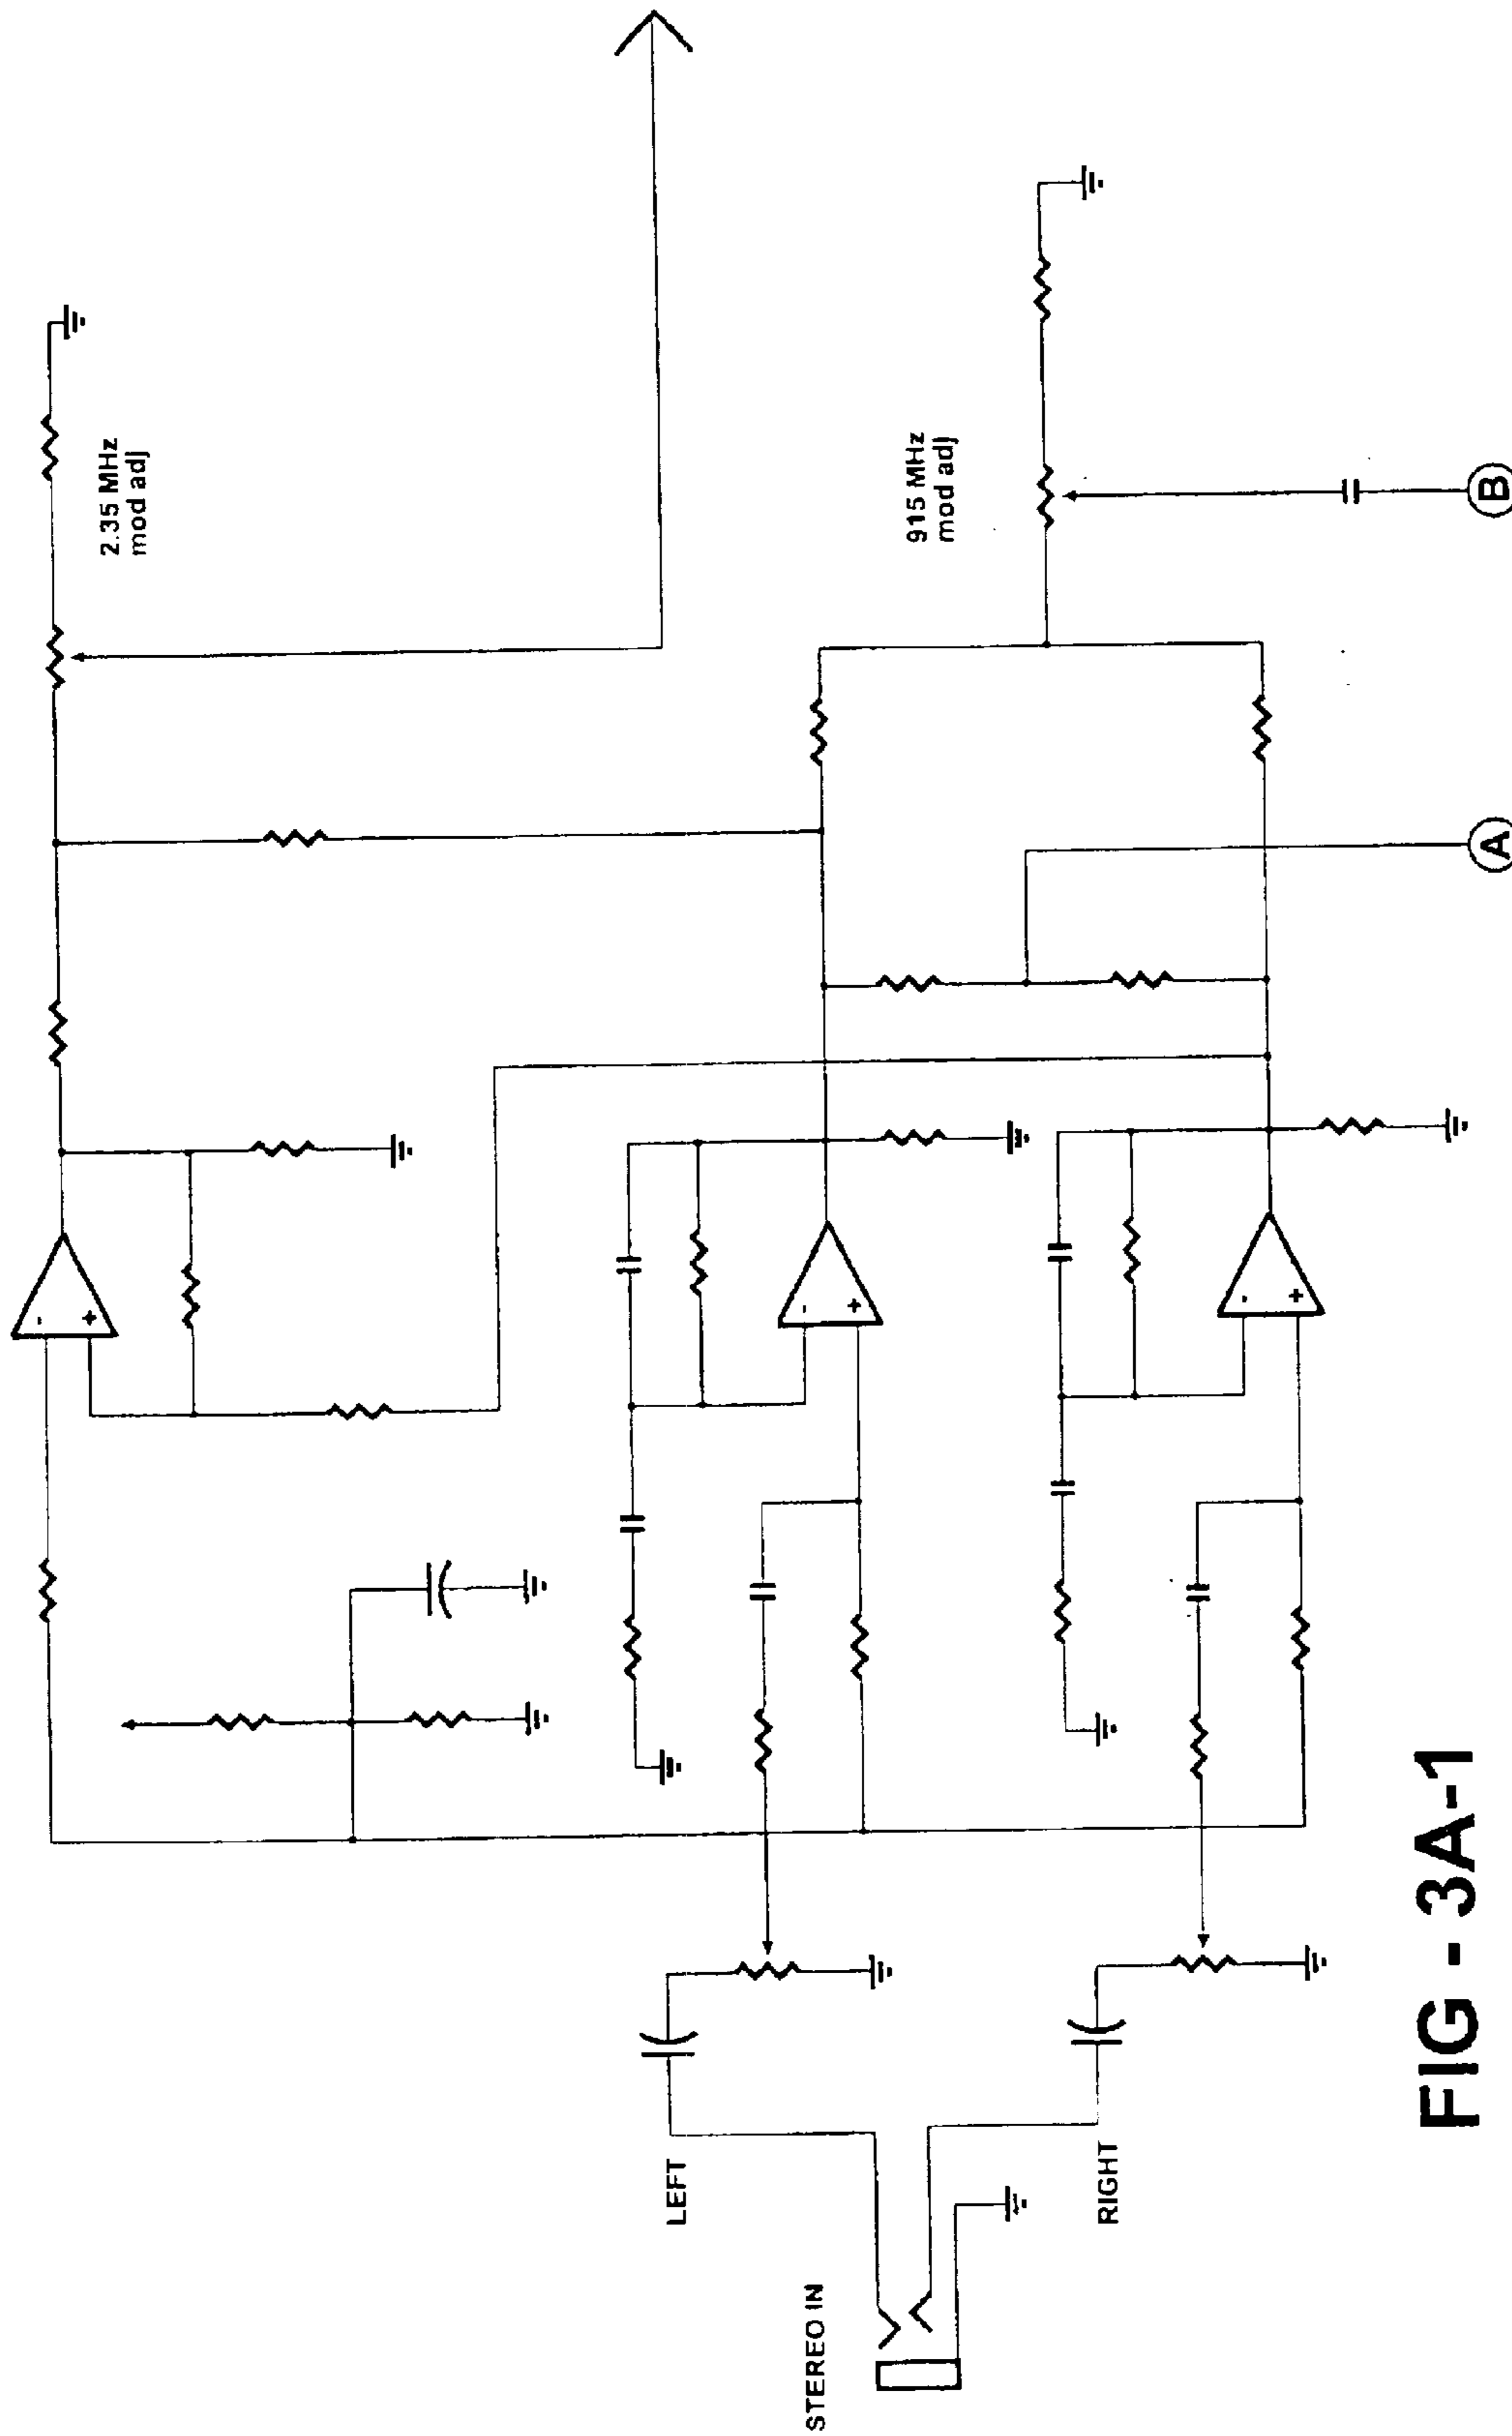 2.35 MHz
mod adj
915 MHz
mod adj
B
A
-
+
-
+
-
+
LEFT
RIGHT
STEREO IN
FIG - 3A-1